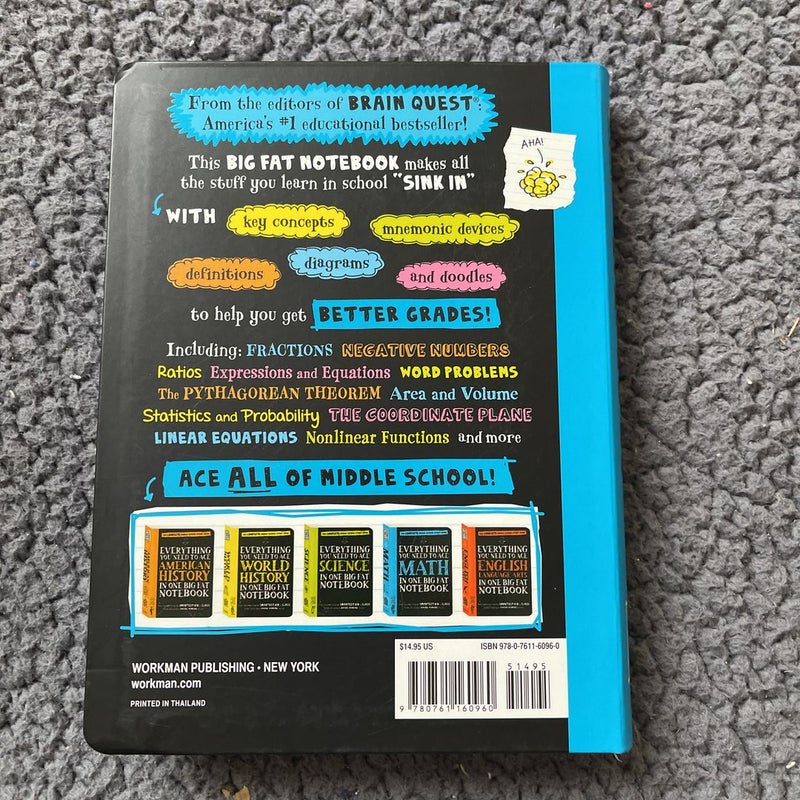 From the editors of BRAIN QUEST®:
America's #1 educational bestseller!
AHA!
This BIG FAT NOTEBOOK makes all
the stuff you learn in school "SINK IN"
WITH key concepts mnemonic devices
definitions diagrams and doodles
to help you get BETTER GRADES!
Including: FRACTIONS NEGATIVE NUMBERS
Ratios Expressions and Equations WORD PROBLEMS
The PYTHAGOREAN THEOREM Area and Volume
Statistics and Probability THE COORDINATE PLANE
LINEAR EQUATIONS Nonlinear Functions and more
ACE ALL OF MIDDLE SCHOOL!
EVERYTHING
YOU NEED TO ACE
AMERICAN
HISTORY
IN ONE BIG FAT
NOTEBOOK
EVERYTHING
YOU NEED TO ACE
WORLD
HISTORY
IN ONE BIG FAT
NOTEBOOK
EVERYTHING
YOU NEED TO ACE
SCIENCE
IN ONE BIG FAT
NOTEBOOK
EVERYTHING
YOU NEED TO ACE
MATH
IN ONE BIG FAT
NOTEBOOK
EVERYTHING
YOU NEED TO ACE
ENGLISH
LANGUAGE ARTS
IN ONE BIG FAT
NOTEBOOK
WORKMAN PUBLISHING • NEW YORK
workman.com
PRINTED IN THAILAND
$14.95 US ISBN 978-0-7611-6096-0
51495
9 780761 160960